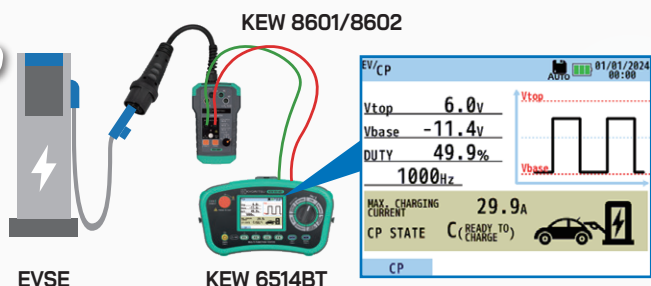 KEW 8601/8602
EV/CP
AUTO
01/01/2024
00:00
Vtop 6.0V
Vbase -11.4V
DUTY 49.9%
1000Hz
Vtop
Vbase
MAX. CHARGING
CURRENT 29.9A
CP STATE C(READY TO
CHARGE)
CP
EVSE
KEW 6514BT